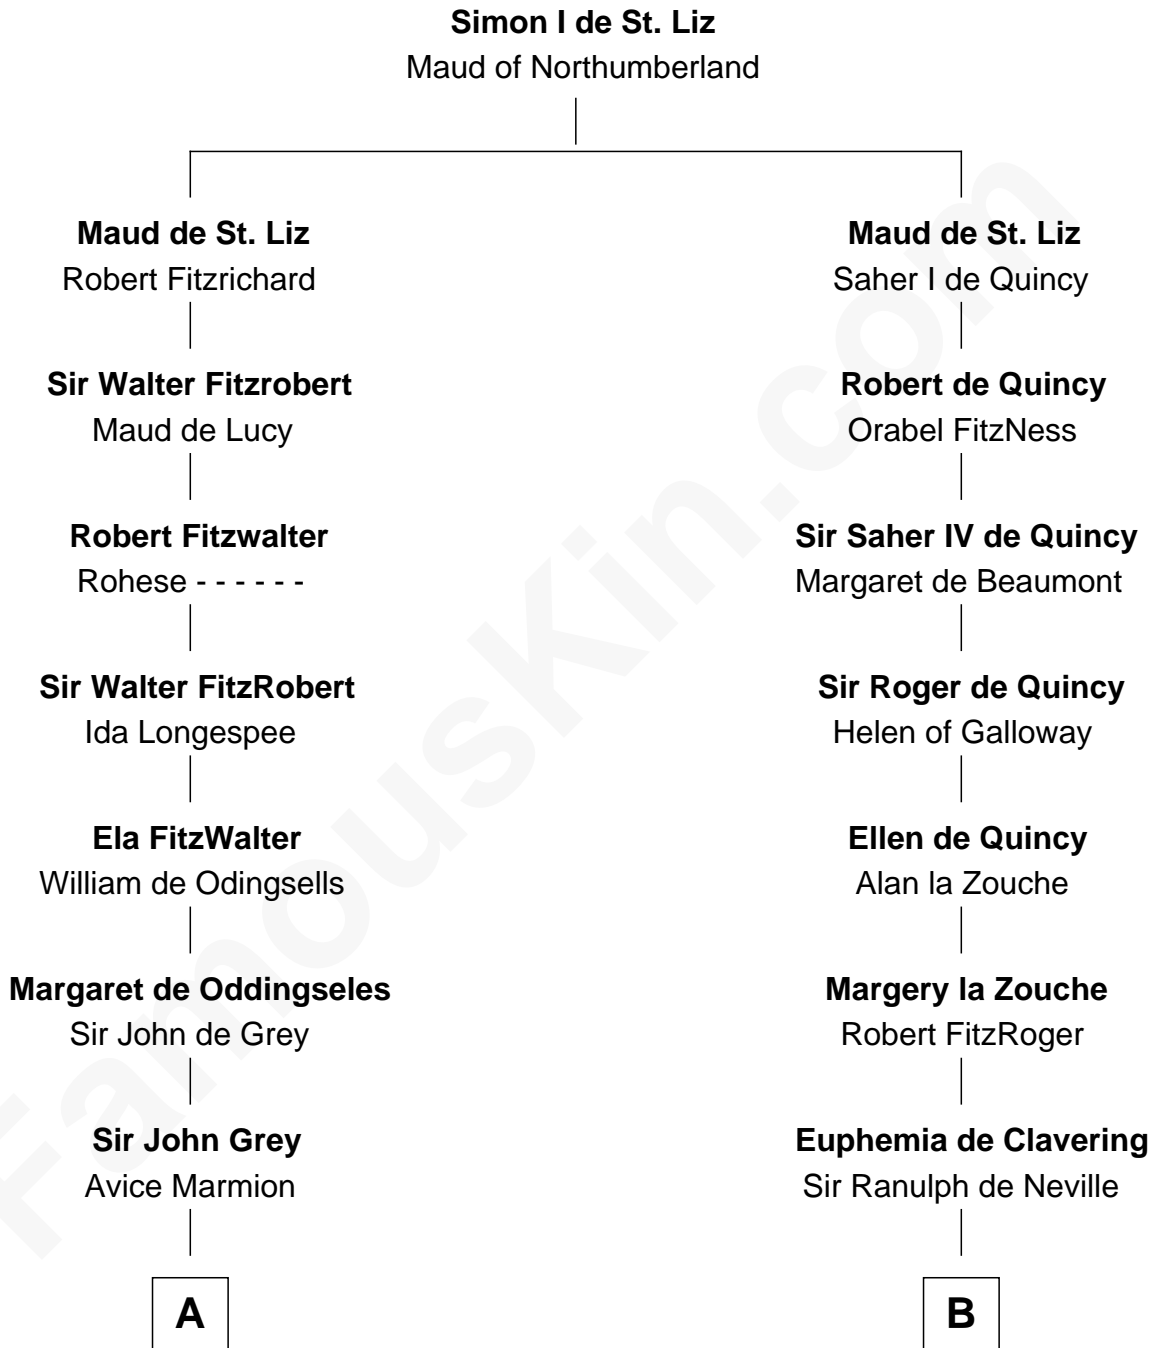 Simon I de St. Liz
Maud of Northumberland
Maud de St. Liz
Robert Fitzrichard
Sir Walter Fitzrobert
Maud de Lucy
Robert Fitzwalter
Rohese - - - - - -
Sir Walter FitzRobert
Ida Longespee
Ela FitzWalter
William de Odingsells
Margaret de Oddingseles
Sir John de Grey
Sir John Grey
Avice Marmion
A
Maud de St. Liz
Saher I de Quincy
Robert de Quincy
Orabel FitzNess
Sir Saher IV de Quincy
Margaret de Beaumont
Sir Roger de Quincy
Helen of Galloway
Ellen de Quincy
Alan la Zouche
Margery la Zouche
Robert FitzRoger
Euphemia de Clavering
Sir Ranulph de Neville
B
FamousKin.com